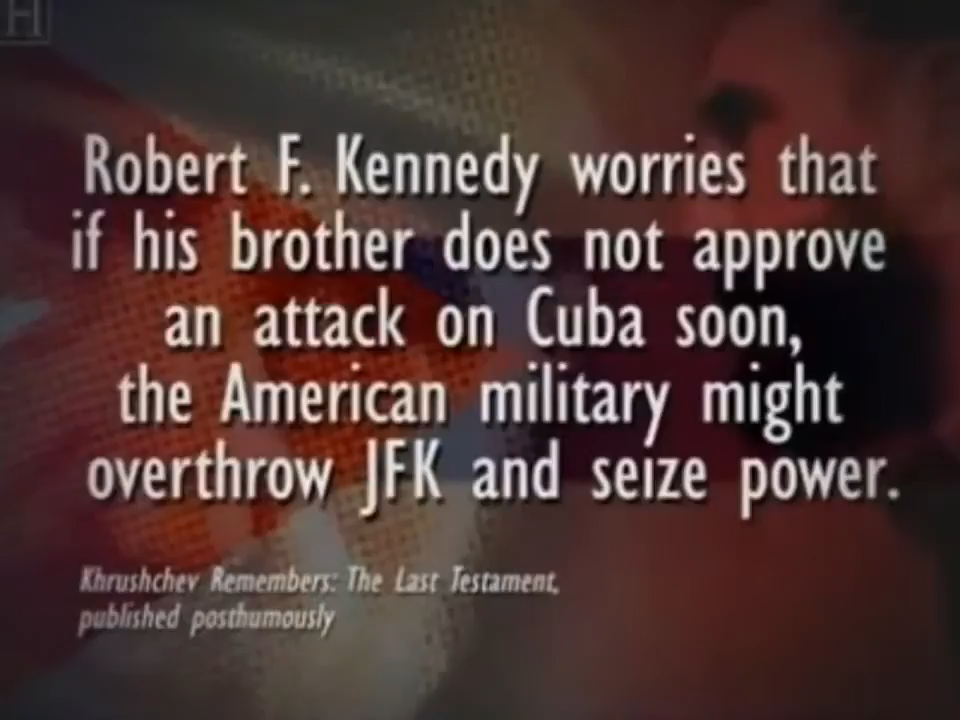 H
Robert F. Kennedy worries that
if his brother does not approve
an attack on Cuba soon,
the American military might
overthrow JFK and seize power.
Khrushchev Remembers: The Last Testament,
published posthumously